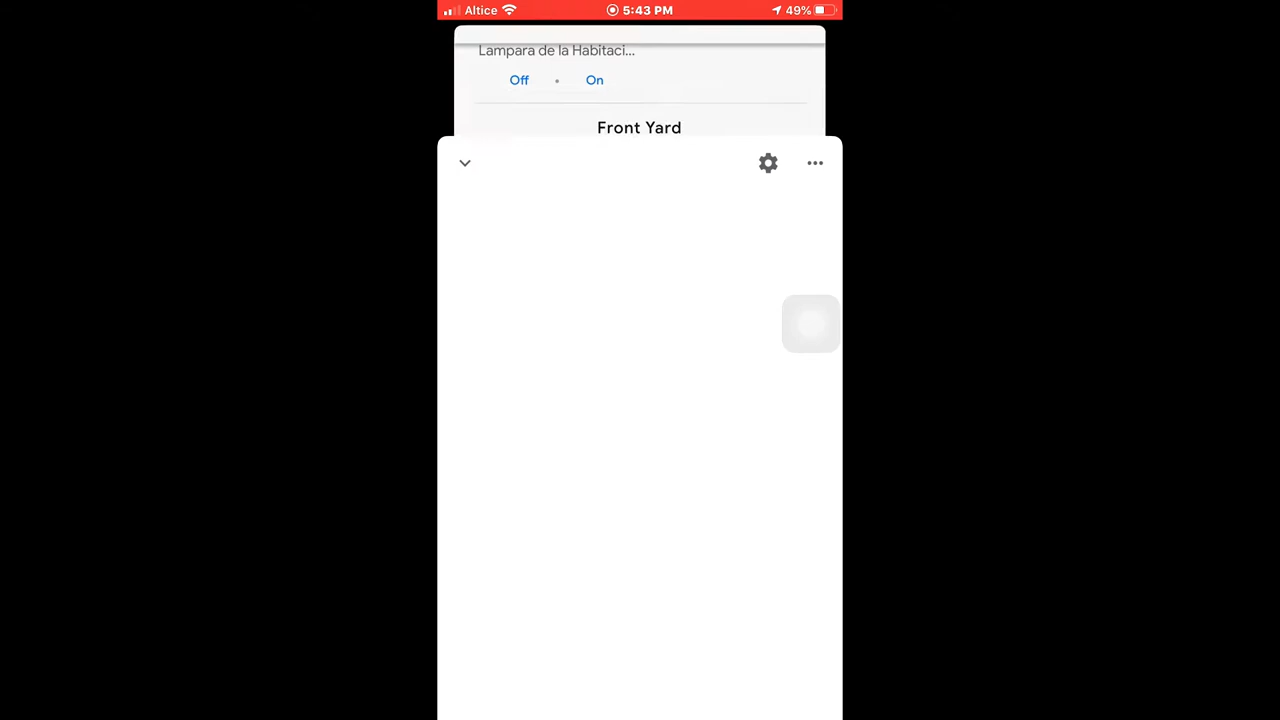 Altice 5:43 PM 49%
Lampara de la Habitaci...
Off • On
Front Yard